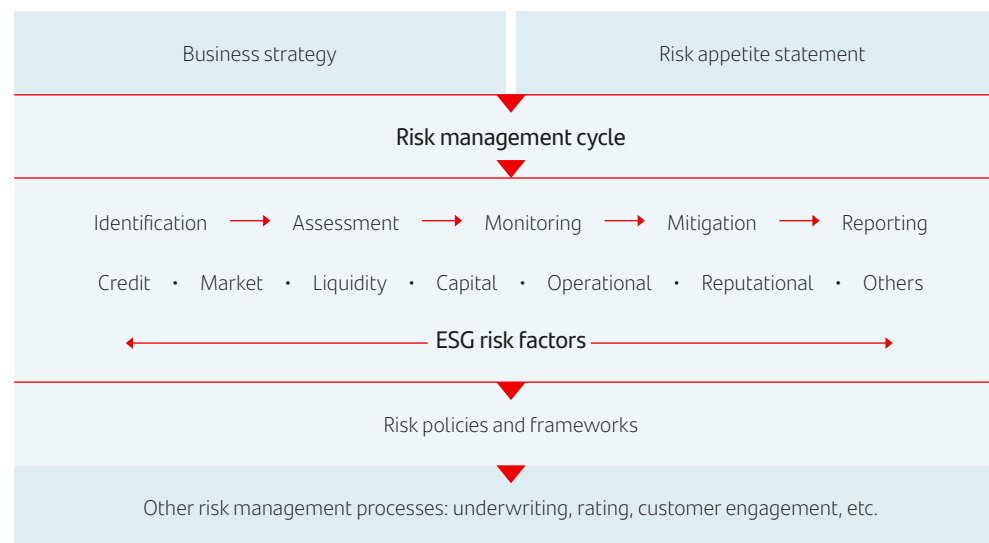 Business strategy
Risk appetite statement
Risk management cycle
Identification Assessment Monitoring Mitigation Reporting
Credit • Market • Liquidity • Capital • Operational • Reputational • Others
ESG risk factors
Risk policies and frameworks
Other risk management processes: underwriting, rating, customer engagement, etc.